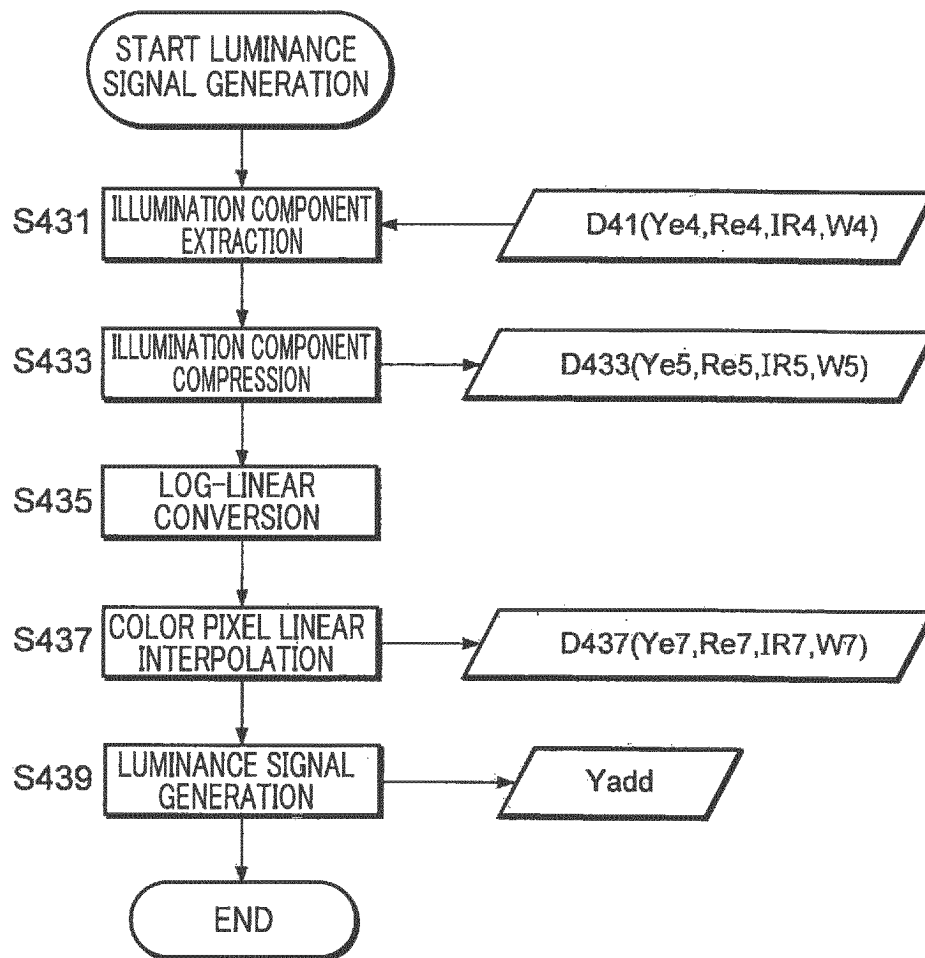 START LUMINANCE
SIGNAL GENERATION
S431
ILLUMINATION COMPONENT
EXTRACTION
D41(Ye4,Re4,IR4,W4)
S433
ILLUMINATION COMPONENT
COMPRESSION
D433(Ye5,Re5,IR5,W5)
S435
LOG-LINEAR
CONVERSION
S437
COLOR PIXEL LINEAR
INTERPOLATION
D437(Ye7,Re7,IR7,W7)
S439
LUMINANCE SIGNAL
GENERATION
Yadd
END